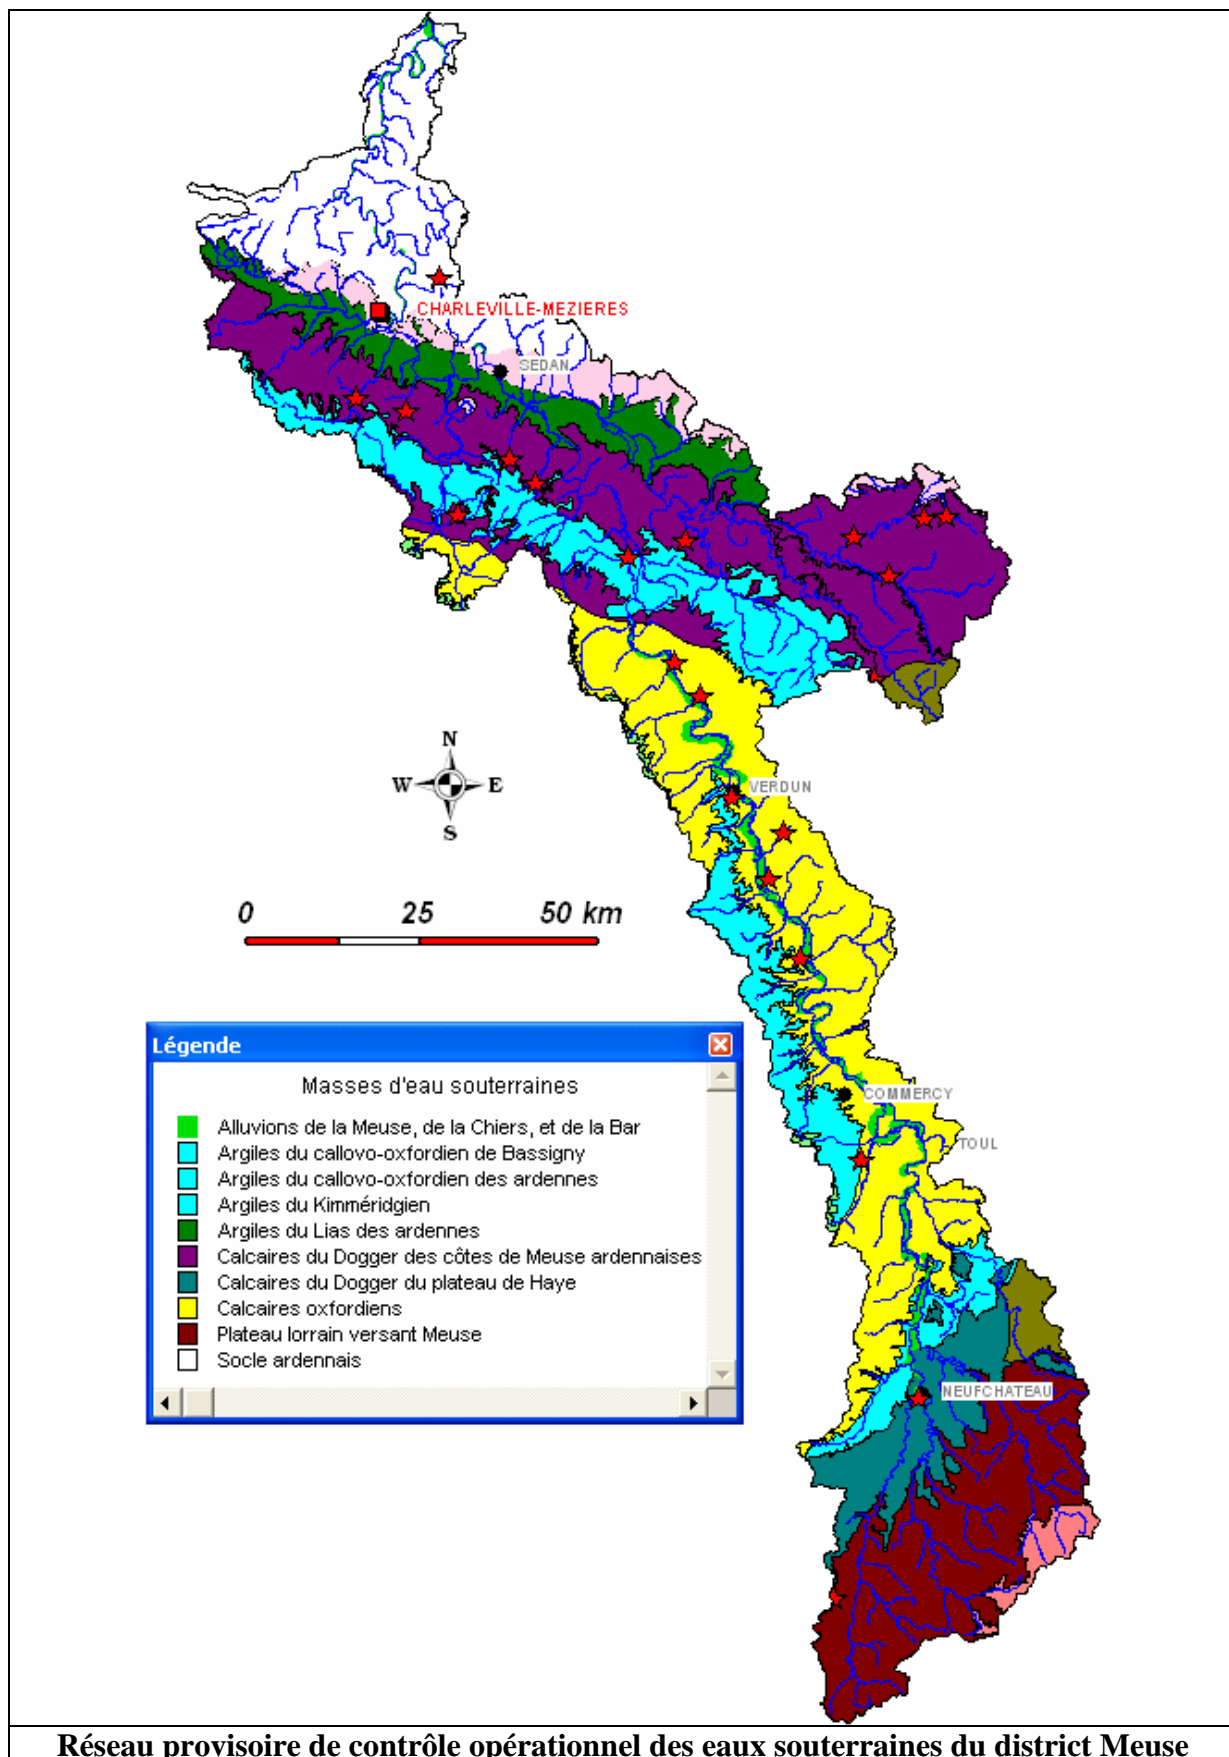 CHARLEVILLE-MEZIERES
SEDAN
N
W E
S
VERDUN
0 25 50 km
COMMERCY
TOUL
NEUFCHATEAU
Légende
Masses d'eau souterraines
Alluvions de la Meuse, de la Chiers, et de la Bar
Argiles du callovo-oxfordien de Bassigny
Argiles du callovo-oxfordien des ardennes
Argiles du Kimméridgien
Argiles du Lias des ardennes
Calcaires du Dogger des côtes de Meuse ardennaises
Calcaires du Dogger du plateau de Haye
Calcaires oxfordiens
Plateau lorrain versant Meuse
Socle ardennais
Réseau provisoire de contrôle opérationnel des eaux souterraines du district Meuse